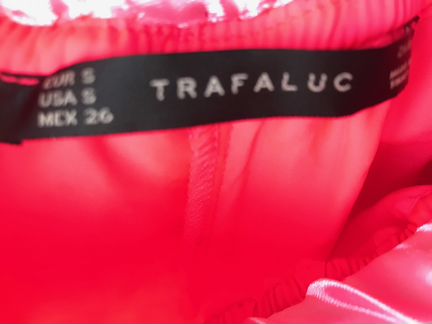 EUR S
USA S
MEX 26
TRAFALUC